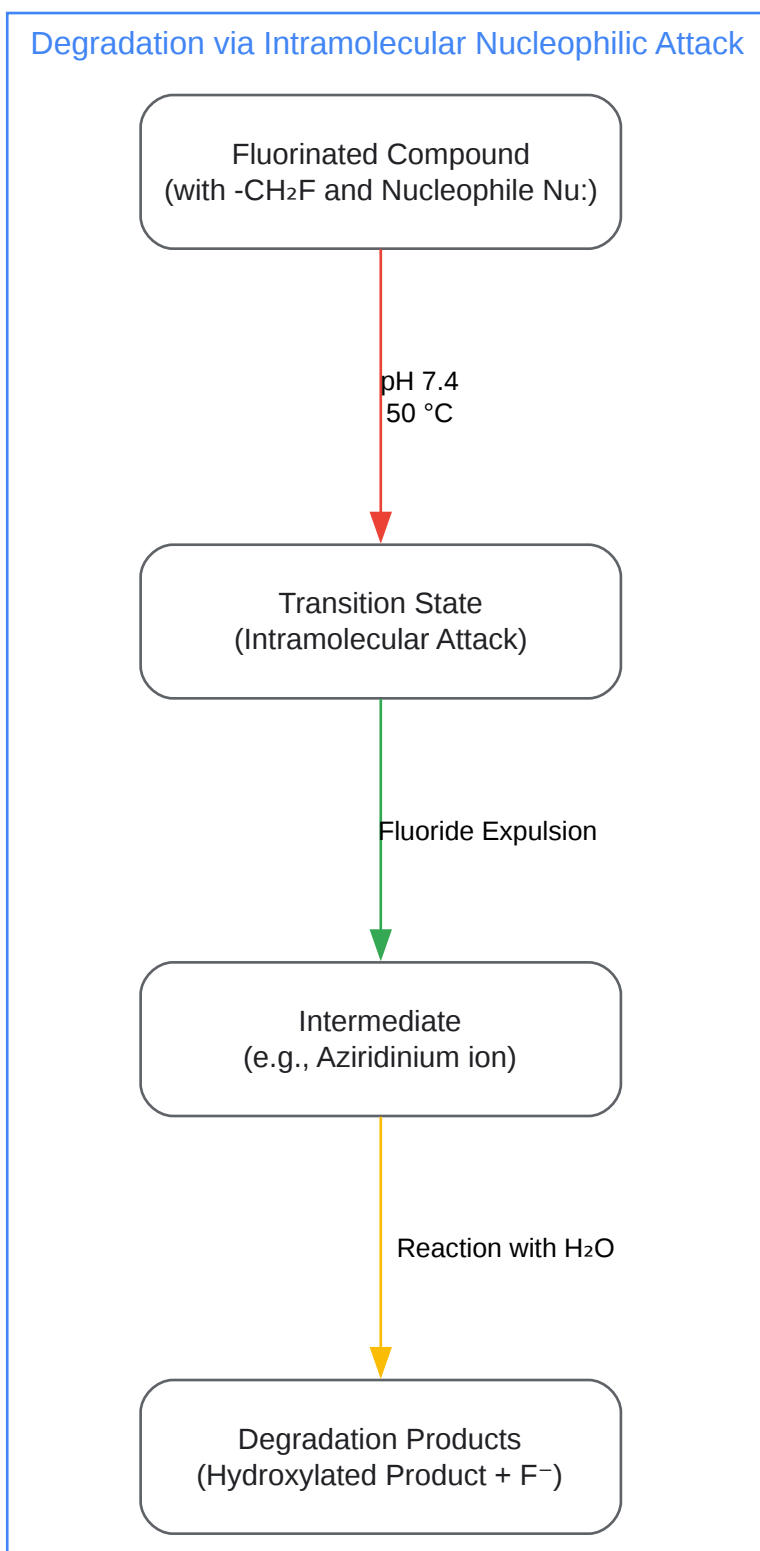 Degradation via Intramolecular Nucleophilic Attack
Fluorinated Compound
(with -CH₂F and Nucleophile Nu:)
pH 7.4
50 °C
Transition State
(Intramolecular Attack)
Fluoride Expulsion
Intermediate
(e.g., Aziridinium ion)
Reaction with H₂O
Degradation Products
(Hydroxylated Product + F⁻)